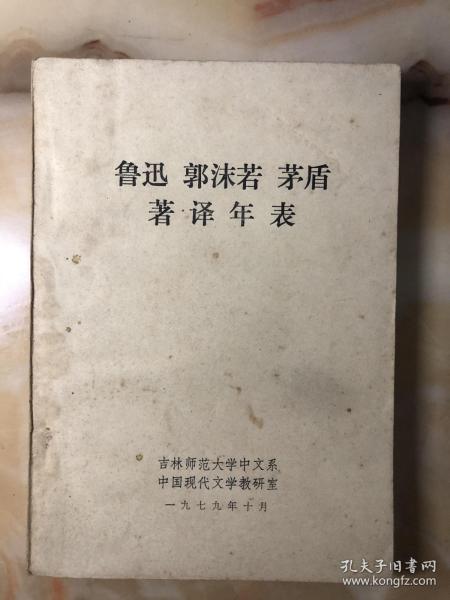 鲁迅 郭沫若 茅盾
著译年表
吉林师范大学中文系
中国现代文学教研室
一九七九年十月
孔夫子旧书网
www.kongfz.com